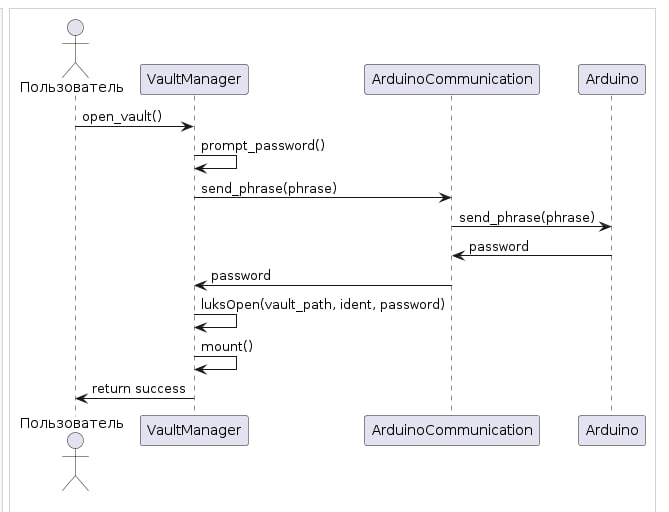 Пользователь
VaultManager
ArduinoCommunication
Arduino
open_vault()
prompt_password()
send_phrase(phrase)
send_phrase(phrase)
password
password
luksOpen(vault_path, ident, password)
mount()
return success
Пользователь
VaultManager
ArduinoCommunication
Arduino